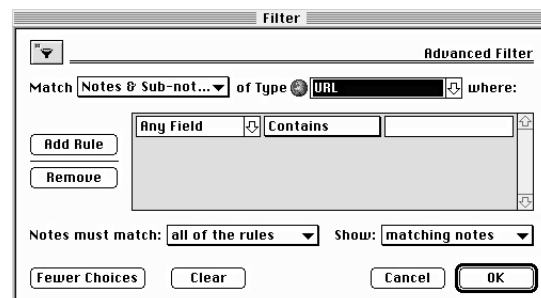 Filter
Advanced Filter
Match Notes & Sub-not... of Type URL where:
Any Field Contains
Add Rule
Remove
Notes must match: all of the rules Show: matching notes
Fewer Choices Clear Cancel OK